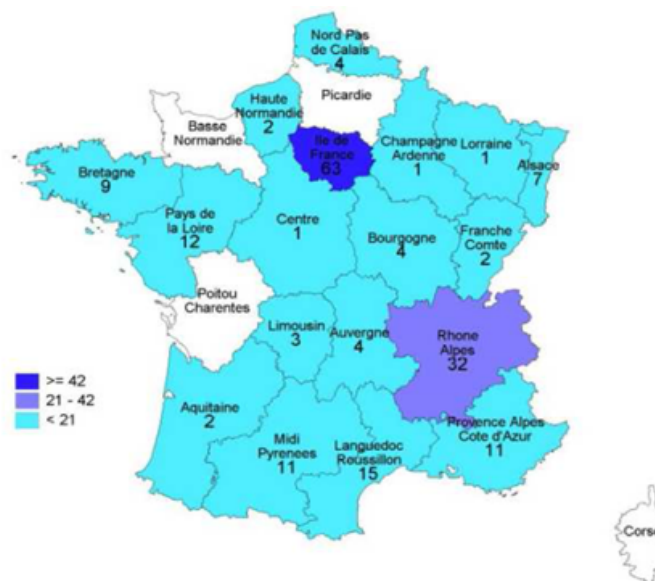 Nord Pas
de Calais
4
Picardie
Haute
Normandie
2
Basse
Normandie
Ile de
France
63
Champagne
Ardenne
1
Lorraine
1
Alsace
7
Bretagne
9
Pays de
la Loire
12
Centre
1
Bourgogne
4
Franche
Comte
2
Poitou
Charentes
Limousin
3
Auvergne
4
Rhone
Alpes
32
>= 42
21 - 42
< 21
Aquitaine
2
Midi
Pyrenees
11
Languedoc
Roussillon
15
Provence Alpes
Cote d'Azur
11
Corse